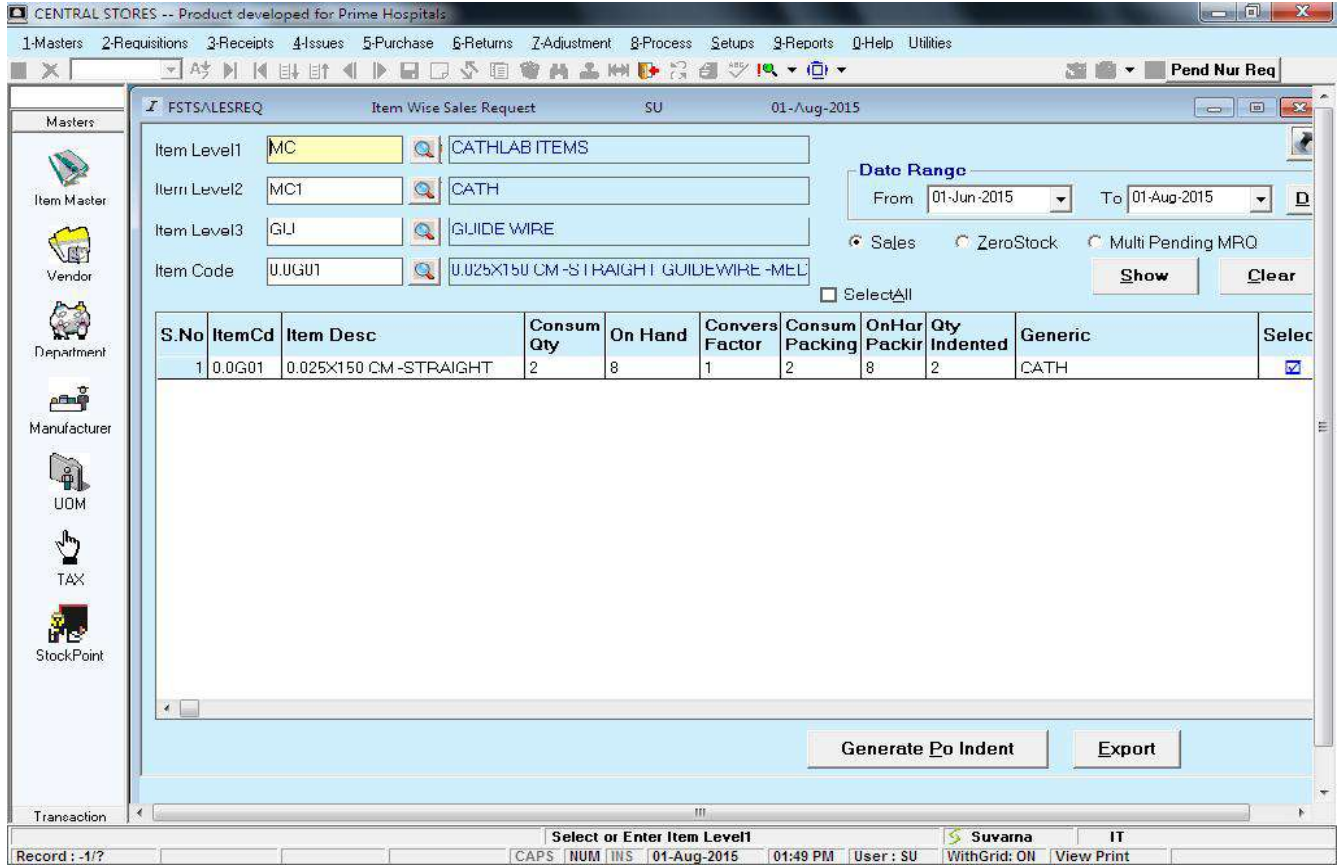 CENTRAL STORES -- Product developed for Prime Hospitals
1-Masters 2-Requisitions 3-Receipts 4-Issues 5-Purchase 6-Returns 7-Adjustment 8-Process Setups 9-Reports 0-Help Utilities
Pend Nur Req
Masters
Item Master
Vendor
Department
Manufacturer
UOM
TAX
StockPoint
Transaction
FSTSALESREQ Item Wise Sales Request SU 01-Aug-2015
Item Level1 MC CATHLAB ITEMS
Date Range
Item Level2 MC1 CATH
From 01-Jun-2015 To 01-Aug-2015 D
Item Level3 GU GUIDE WIRE
Sales ZeroStock Multi Pending MRQ
Item Code 0.0G01 0.025X150 CM -STRAIGHT GUIDEWIRE -MED
Show Clear
SelectAll
S.No ItemCd Item Desc Consum Qty On Hand Convers Factor Consum Packing OnHar Packir Qty Indented Generic Selec
1 0.0G01 0.025X150 CM -STRAIGHT 2 8 1 2 8 2 CATH
Generate Po Indent Export
Select or Enter Item Level1 Suvarna IT
Record : -1/? CAPS NUM INS 01-Aug-2015 01:49 PM User : SU WithGrid: ON View Print